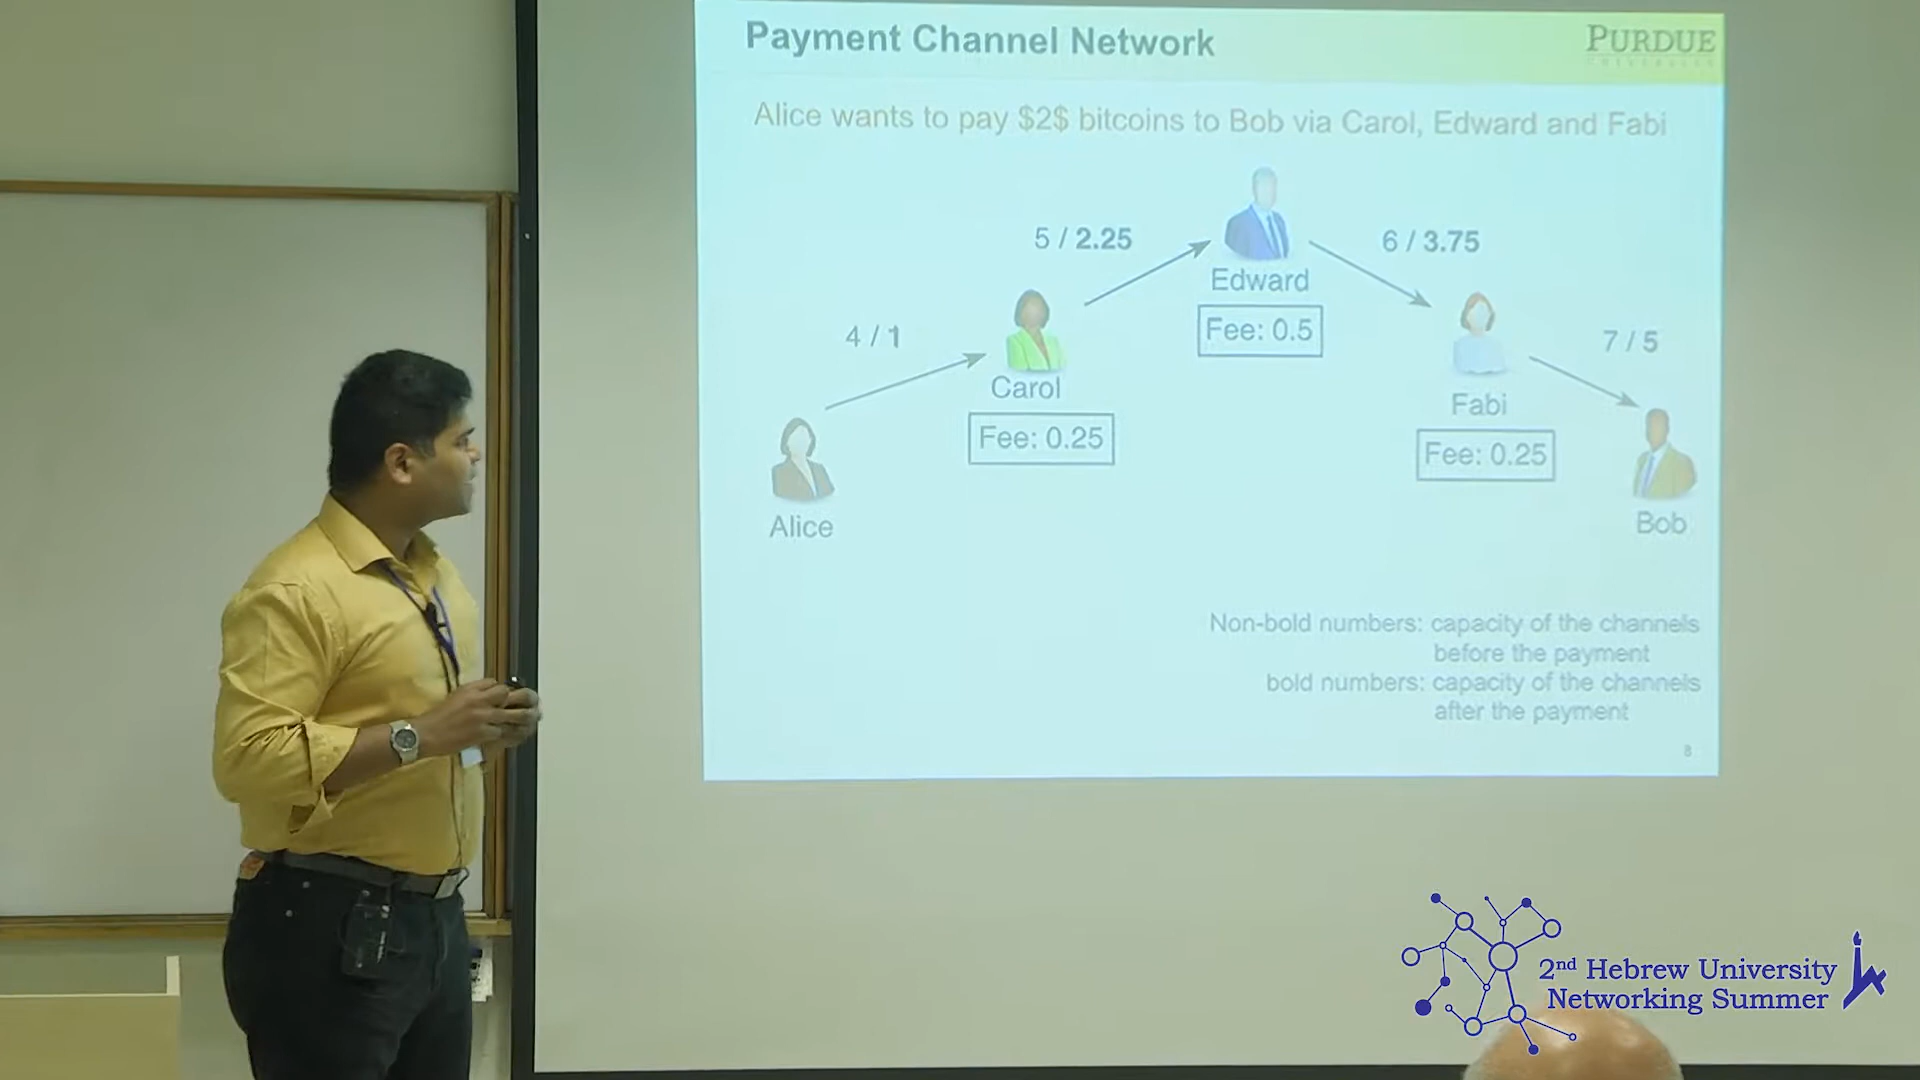 Payment Channel Network
PURDUE
UNIVERSITY
Alice wants to pay $2$ bitcoins to Bob via Carol, Edward and Fabi
5 / 2.25
6 / 3.75
Edward
Fee: 0.5
4 / 1
7 / 5
Carol
Fee: 0.25
Fabi
Fee: 0.25
Alice
Bob
Non-bold numbers: capacity of the channels
before the payment
bold numbers: capacity of the channels
after the payment
8
2nd Hebrew University
Networking Summer